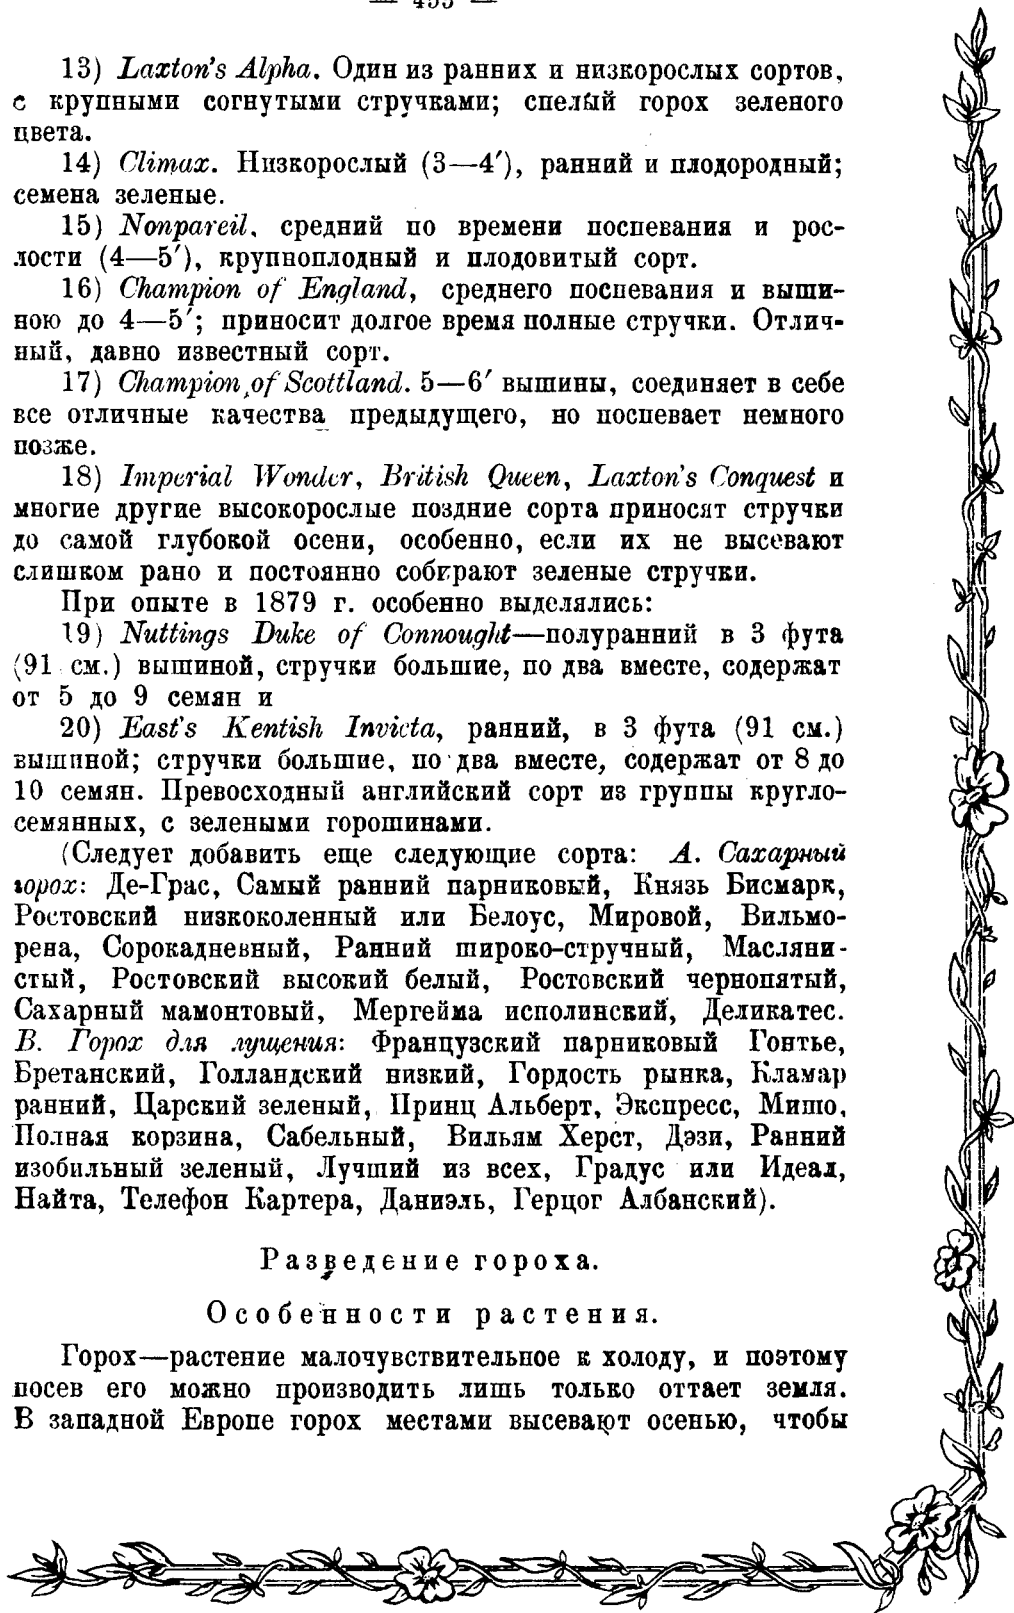 13) Laxton's Alpha. Один из ранних и низкорослых сортов,
с крупными согнутыми стручками; спелый горох зеленого
цвета.
14) Climax. Низкорослый (3—4′), ранний и плодородный;
семена зеленые.
15) Nonpareil, средний по времени поспевания и рос-
лости (4—5′), крупноплодный и плодовитый сорт.
16) Champion of England, среднего поспевания и выши-
ною до 4—5′; приносит долгое время полные стручки. Отлич-
ный, давно известный сорт.
17) Champion of Scottland. 5—6′ вышины, соединяет в себе
все отличные качества предыдущего, но поспевает немного
позже.
18) Imperial Wonder, British Queen, Laxton's Conquest и
многие другие высокорослые поздние сорта приносят стручки
до самой глубокой осени, особенно, если их не высевают
слишком рано и постоянно собирают зеленые стручки.
При опыте в 1879 г. особенно выделялись:
19) Nuttings Duke of Connought—полуранний в 3 фута
(91 см.) вышиной, стручки большие, по два вместе, содержат
от 5 до 9 семян и
20) East's Kentish Invicta, ранний, в 3 фута (91 см.)
вышиной; стручки большие, по два вместе, содержат от 8 до
10 семян. Превосходный английский сорт из группы кругло-
семянных, с зелеными горошинами.
(Следует добавить еще следующие сорта: А. Сахарный
горох: Де-Грас, Самый ранний парниковый, Князь Бисмарк,
Ростовский низкоколенный или Белоус, Мировой, Вильмо-
рена, Сорокадневный, Ранний широко-стручный, Масляни-
стый, Ростовский высокий белый, Ростовский чернопятый,
Сахарный мамонтовый, Мергейма исполинский, Деликатес.
В. Горох для лущения: Французский парниковый Гонтье,
Бретанский, Голландский низкий, Гордость рынка, Кламар
ранний, Царский зеленый, Принц Альберт, Экспресс, Мишо,
Полная корзина, Сабельный, Вильям Херст, Дэзи, Ранний
изобильный зеленый, Лучший из всех, Градус или Идеал,
Найта, Телефон Картера, Даниэль, Герцог Албанский).
Разведение гороха.
Особенности растения.
Горох—растение малочувствительное к холоду, и поэтому
посев его можно производить лишь только оттает земля.
В западной Европе горох местами высевают осенью, чтобы